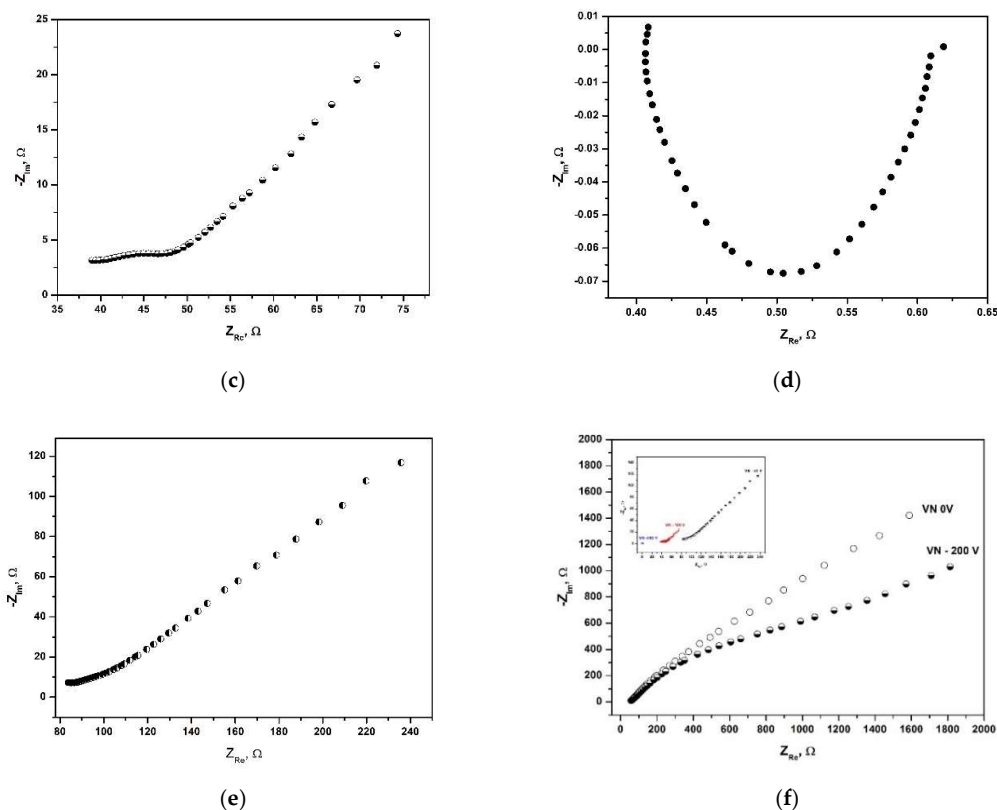 25
20
15
10
5
0
-Z_Im, Ω
35 40 45 50 55 60 65 70 75
Z_Re, Ω
(c)
0.01
0.00
-0.01
-0.02
-0.03
-0.04
-0.05
-0.06
-0.07
-Z_Im, Ω
0.40 0.45 0.50 0.55 0.60 0.65
Z_Re, Ω
(d)
120
100
80
60
40
20
0
-Z_Im, Ω
80 100 120 140 160 180 200 220 240
Z_Re, Ω
(e)
2000
1800
1600
1400
1200
1000
800
600
400
200
0
-Z_Im, Ω
VN 0V
VN - 200 V
0 200 400 600 800 1000 1200 1400 1600 1800 2000
Z_Re, Ω
(f)